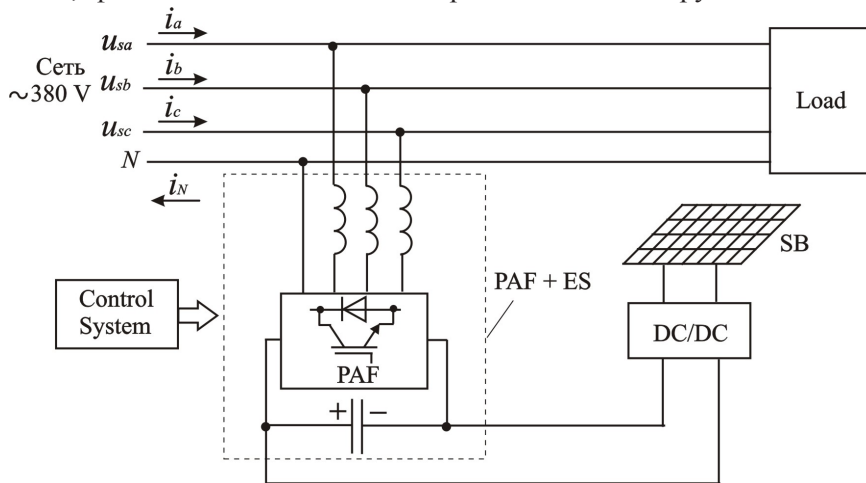 i_a
u_sa
Сеть
~380 V
i_b
u_sb
i_c
u_sc
N
i_N
Load
SB
PAF + ES
Control
System
DC/DC
PAF
+ −